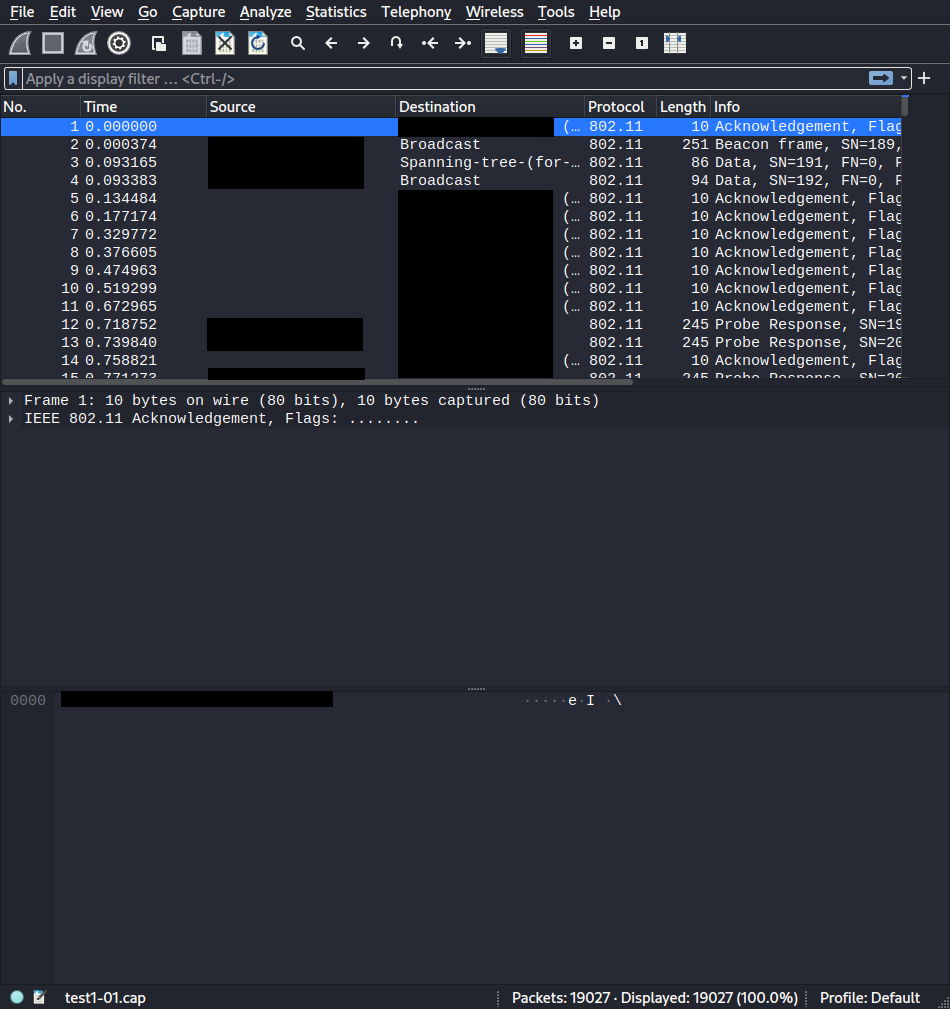 File Edit View Go Capture Analyze Statistics Telephony Wireless Tools Help
Apply a display filter … <Ctrl-/>
No. Time Source Destination Protocol Length Info
1 0.000000 (… 802.11 10 Acknowledgement, Flag
2 0.000374 Broadcast 802.11 251 Beacon frame, SN=189,
3 0.093165 Spanning-tree-(for-… 802.11 86 Data, SN=191, FN=0, F
4 0.093383 Broadcast 802.11 94 Data, SN=192, FN=0, F
5 0.134484 (… 802.11 10 Acknowledgement, Flag
6 0.177174 (… 802.11 10 Acknowledgement, Flag
7 0.329772 (… 802.11 10 Acknowledgement, Flag
8 0.376605 (… 802.11 10 Acknowledgement, Flag
9 0.474963 (… 802.11 10 Acknowledgement, Flag
10 0.519299 (… 802.11 10 Acknowledgement, Flag
11 0.672965 (… 802.11 10 Acknowledgement, Flag
12 0.718752 802.11 245 Probe Response, SN=19
13 0.739840 802.11 245 Probe Response, SN=20
14 0.758821 (… 802.11 10 Acknowledgement, Flag
15 0.771273 802.11 245 Probe Response, SN=20
Frame 1: 10 bytes on wire (80 bits), 10 bytes captured (80 bits)
IEEE 802.11 Acknowledgement, Flags: ........
0000 ·····e·I ·\
test1-01.cap Packets: 19027 · Displayed: 19027 (100.0%) Profile: Default